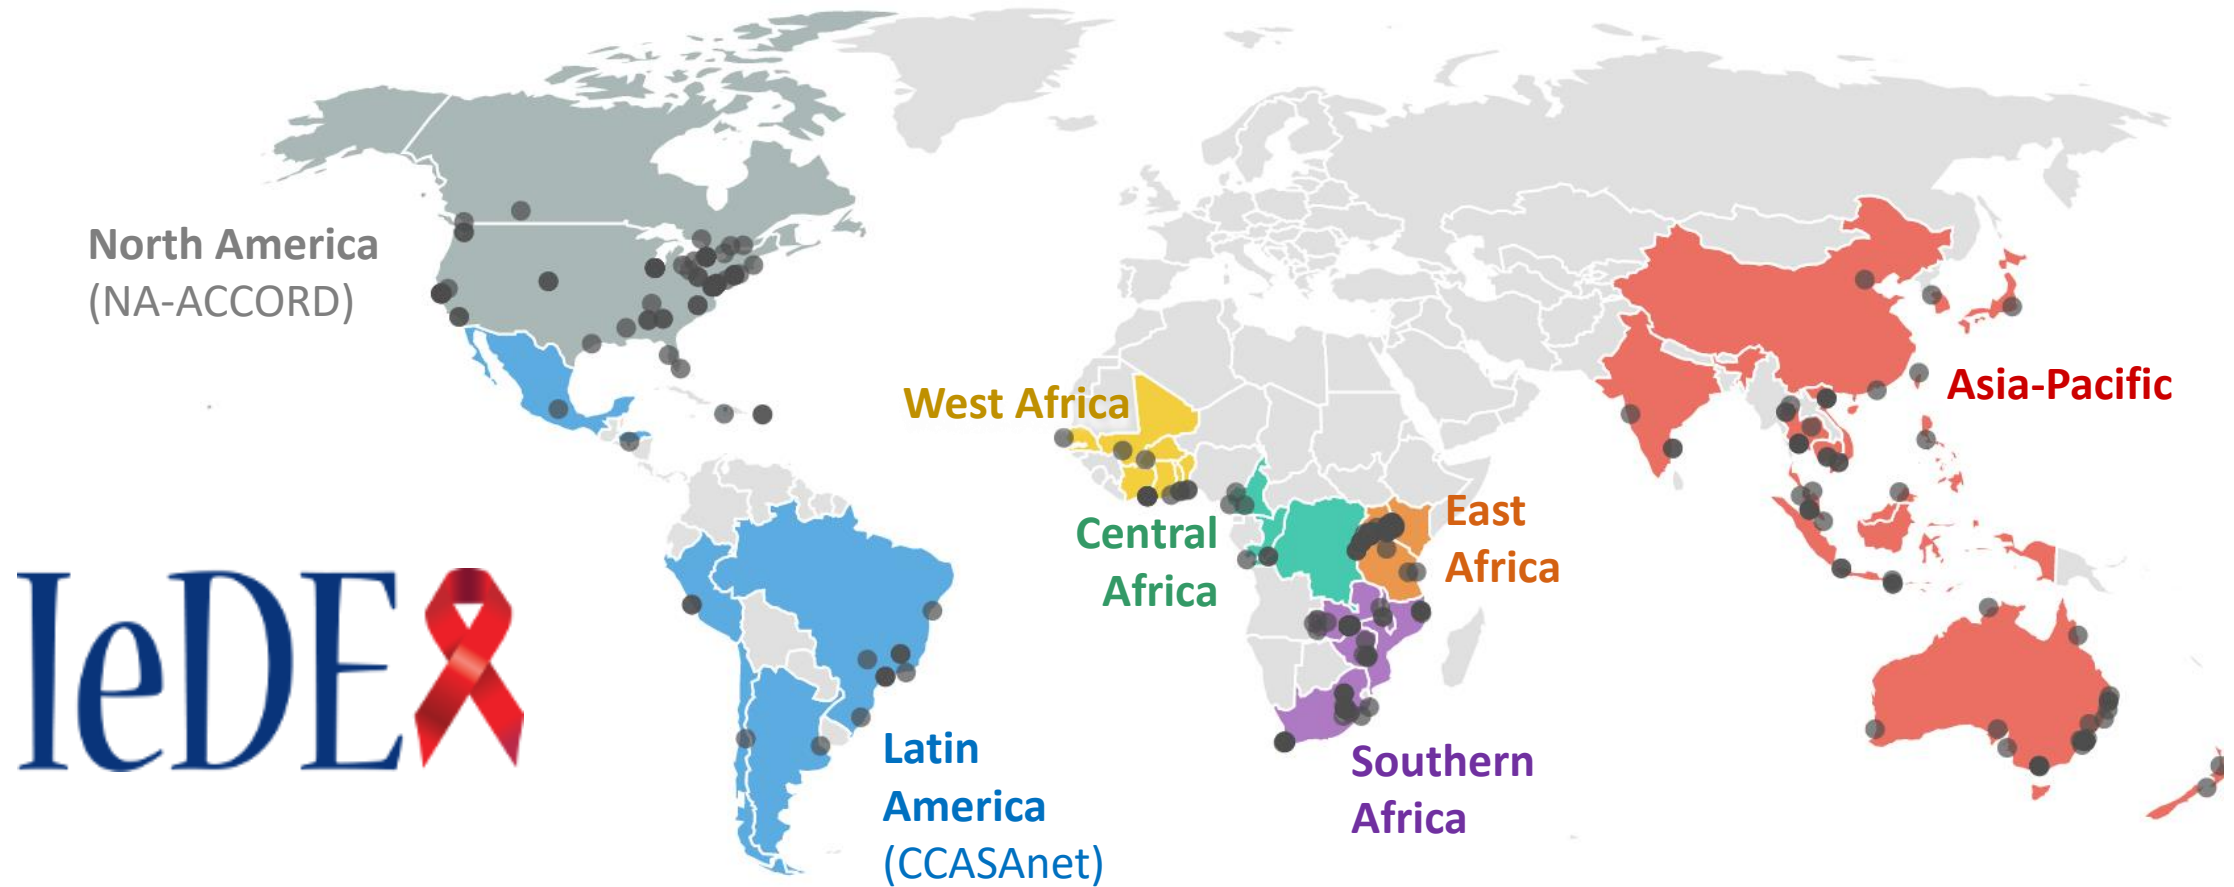 North America
(NA-ACCORD)
West Africa
Asia-Pacific
Central
Africa
East
Africa
IeDEA
Latin
America
(CCASAnet)
Southern
Africa